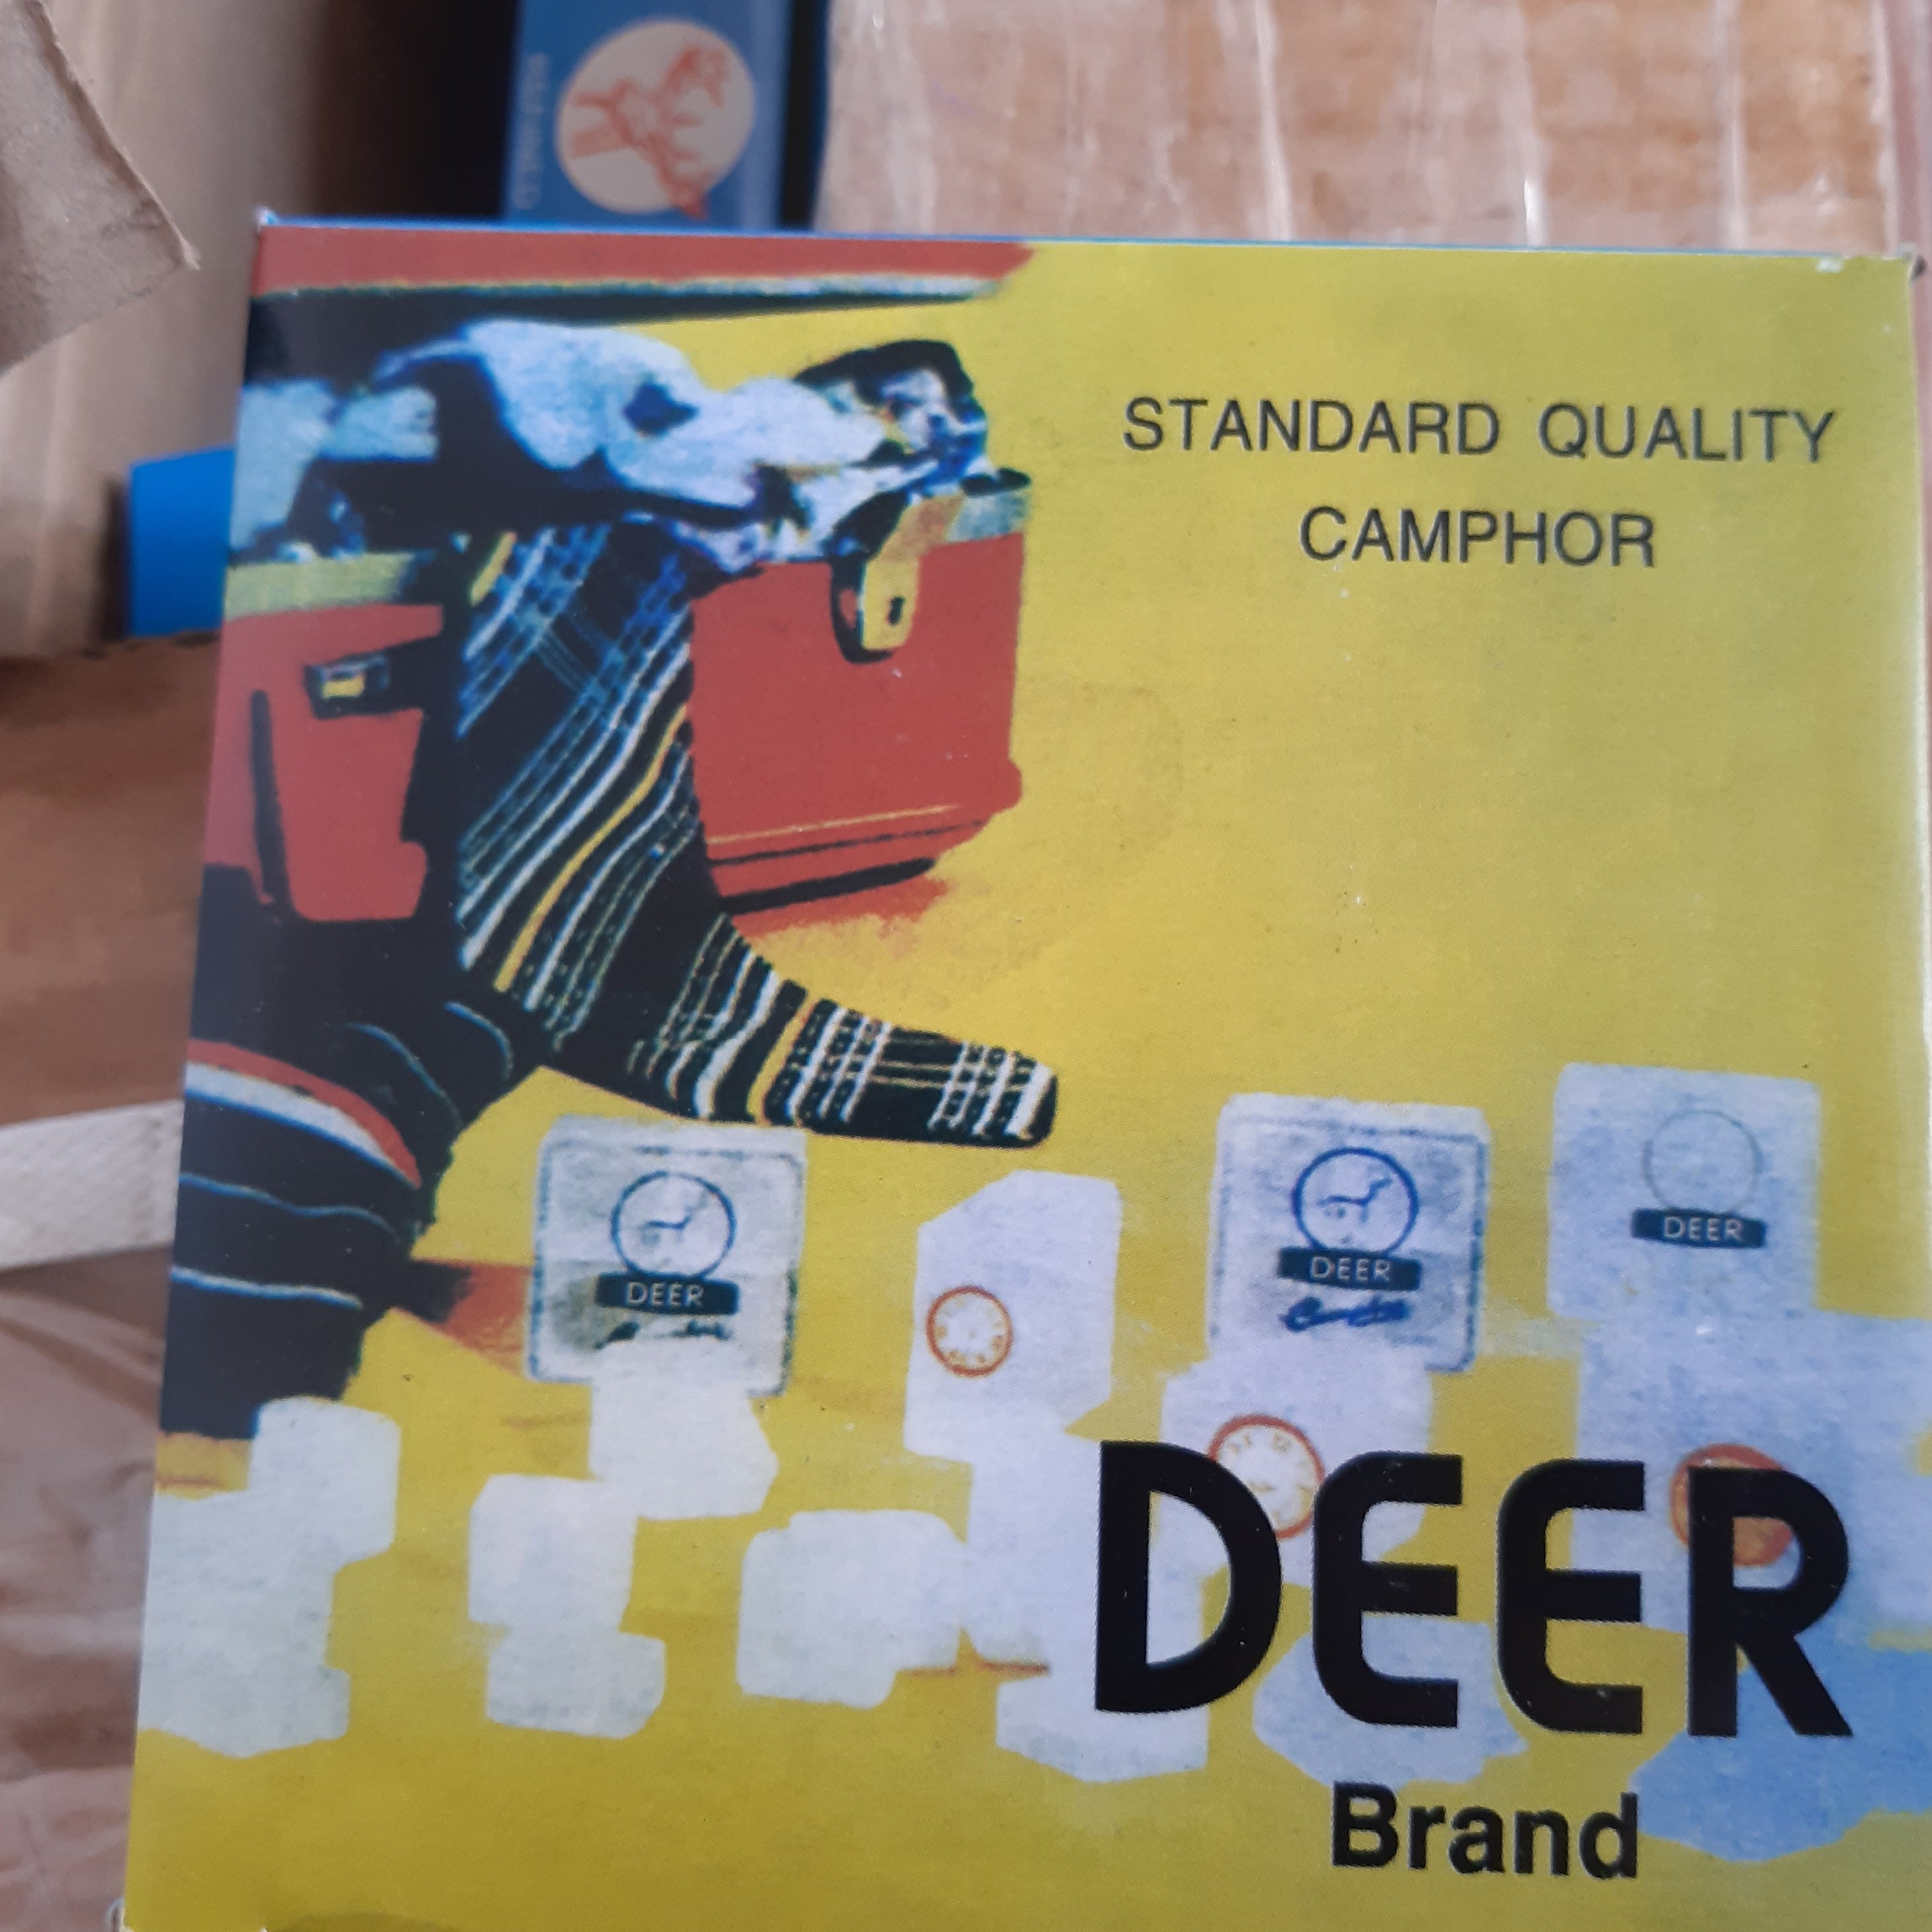 STANDARD QUALITY
CAMPHOR
DEER
DEER
DEER
DEER
Brand